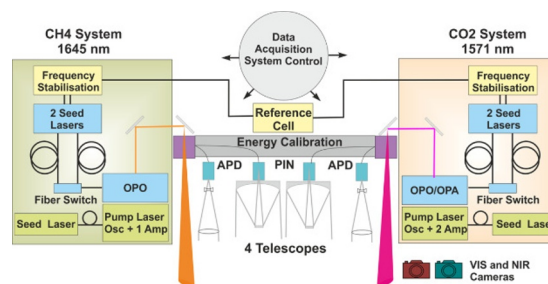 CH4 System
1645 nm
Frequency
Stabilisation
2 Seed
Lasers
Fiber Switch
OPO
Seed Laser
Pump Laser
Osc + 1 Amp
Data
Acquisition
System Control
Reference
Cell
Energy Calibration
APD
PIN
APD
4 Telescopes
CO2 System
1571 nm
Frequency
Stabilisation
2 Seed
Lasers
OPO/OPA
Fiber Switch
Pump Laser
Osc + 2 Amp
Seed Laser
VIS and NIR
Cameras